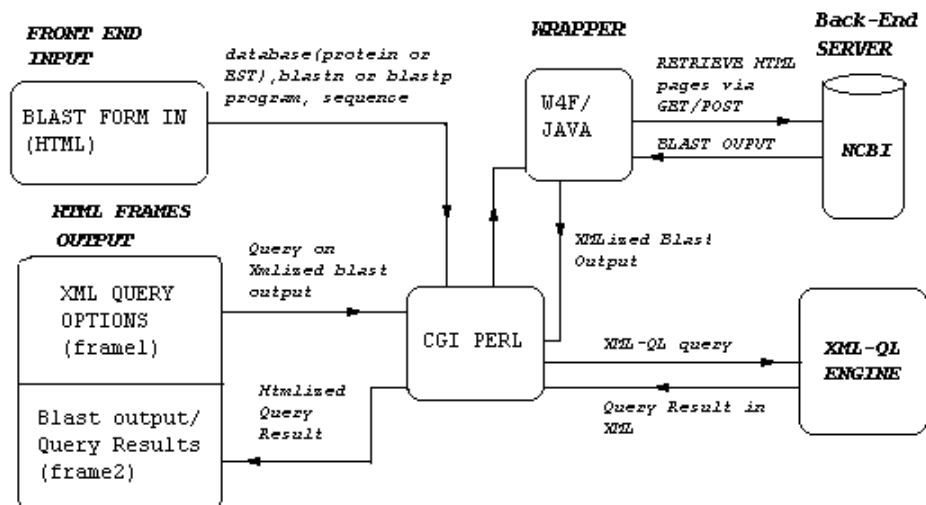 FRONT END
INPUT
BLAST FORM IN
(HTML)
database(protein or
EST),blastn or blastp
program, sequence
WRAPPER
W4F/
JAVA
RETRIEVE HTML
pages via
GET/POST
BLAST OUPUT
Back-End
SERVER
NCBI
HTML FRAMES
OUTPUT
XML QUERY
OPTIONS
(frame1)
Blast output/
Query Results
(frame2)
Query on
Xmlized blast
output
Htmlized
Query
Result
CGI PERL
XMLized Blast
Output
XML-QL query
Query Result in
XML
XML-QL
ENGINE